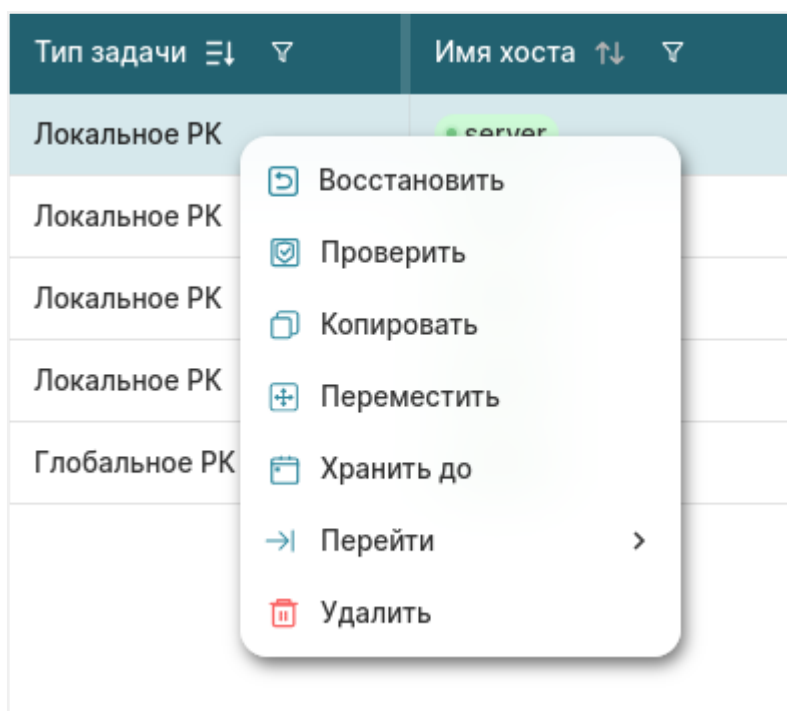 Тип задачи Имя хоста
Локальное РК server
Восстановить
Локальное РК
Проверить
Локальное РК
Копировать
Локальное РК
Переместить
Глобальное РК
Хранить до
Перейти
Удалить